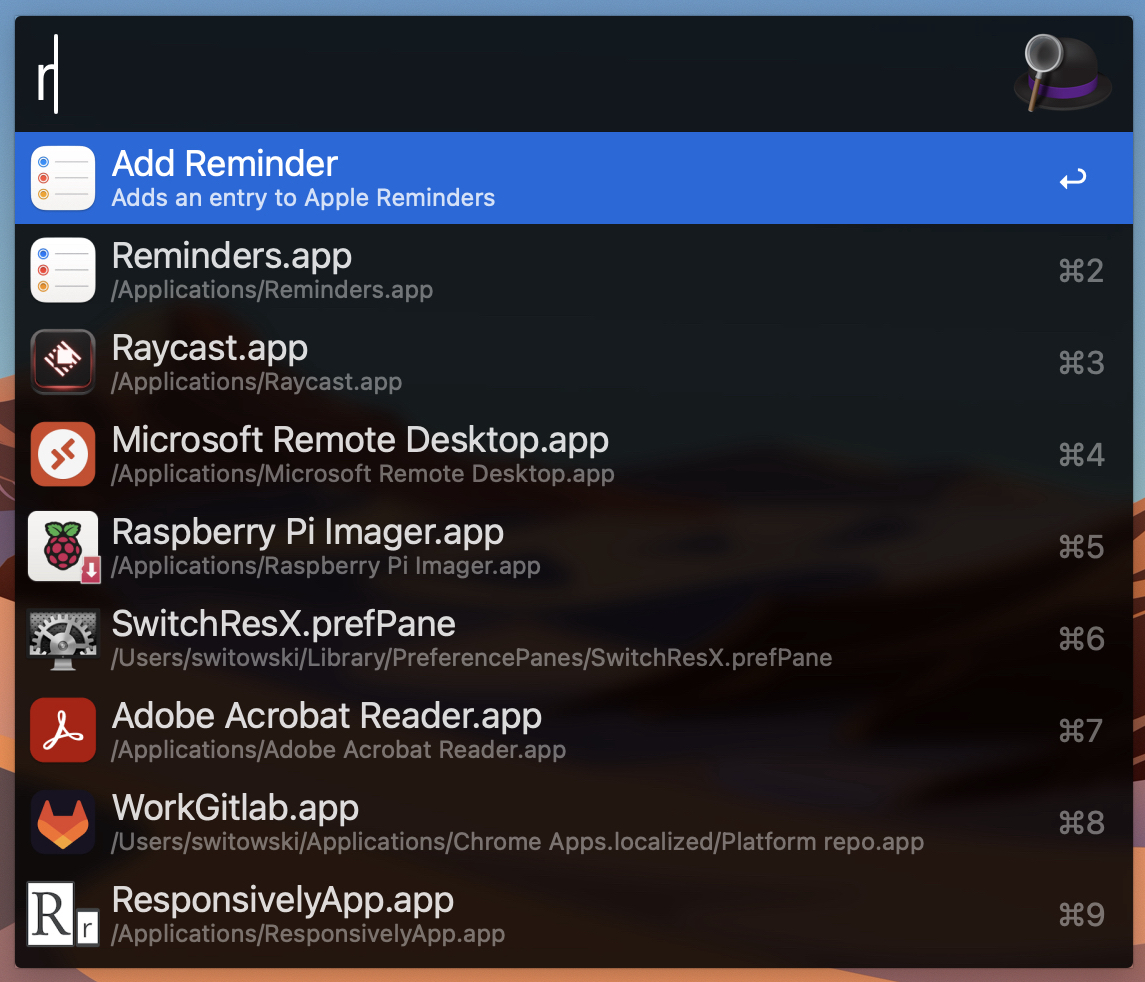 r
Add Reminder
Adds an entry to Apple Reminders
Reminders.app
/Applications/Reminders.app
⌘2
Raycast.app
/Applications/Raycast.app
⌘3
Microsoft Remote Desktop.app
/Applications/Microsoft Remote Desktop.app
⌘4
Raspberry Pi Imager.app
/Applications/Raspberry Pi Imager.app
⌘5
SwitchResX.prefPane
/Users/switowski/Library/PreferencePanes/SwitchResX.prefPane
⌘6
Adobe Acrobat Reader.app
/Applications/Adobe Acrobat Reader.app
⌘7
WorkGitlab.app
/Users/switowski/Applications/Chrome Apps.localized/Platform repo.app
⌘8
Rr
ResponsivelyApp.app
/Applications/ResponsivelyApp.app
⌘9